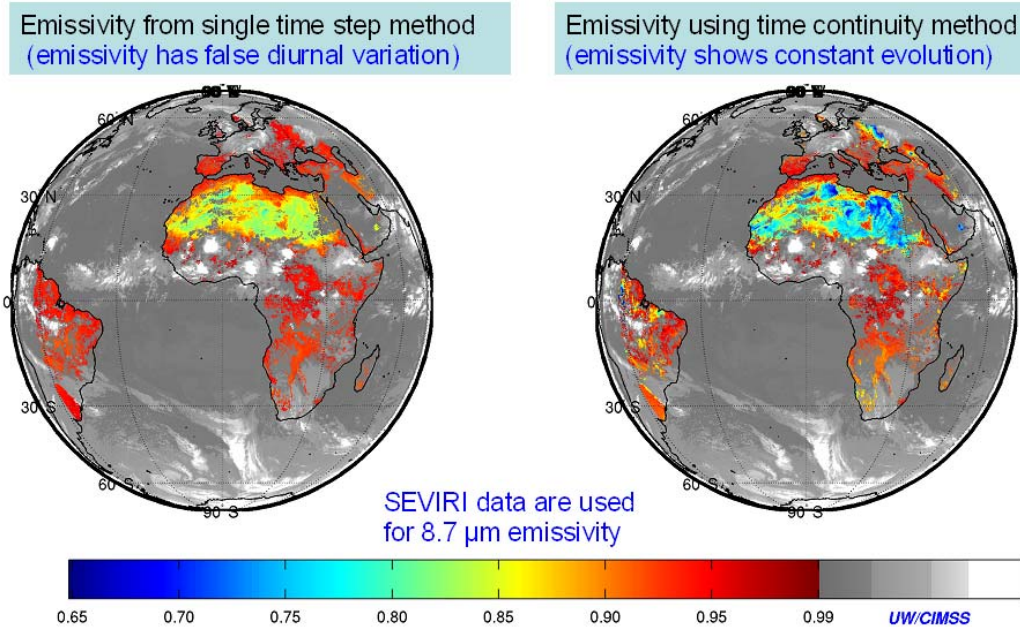 Emissivity from single time step method
(emissivity has false diurnal variation)
Emissivity using time continuity method
(emissivity shows constant evolution)
60 N
30 N
0
30 S
60 S
90 S
60 N
30 N
0
30 S
60 S
90 S
SEVIRI data are used
for 8.7 µm emissivity
0.65 0.70 0.75 0.80 0.85 0.90 0.95 0.99 UW/CIMSS